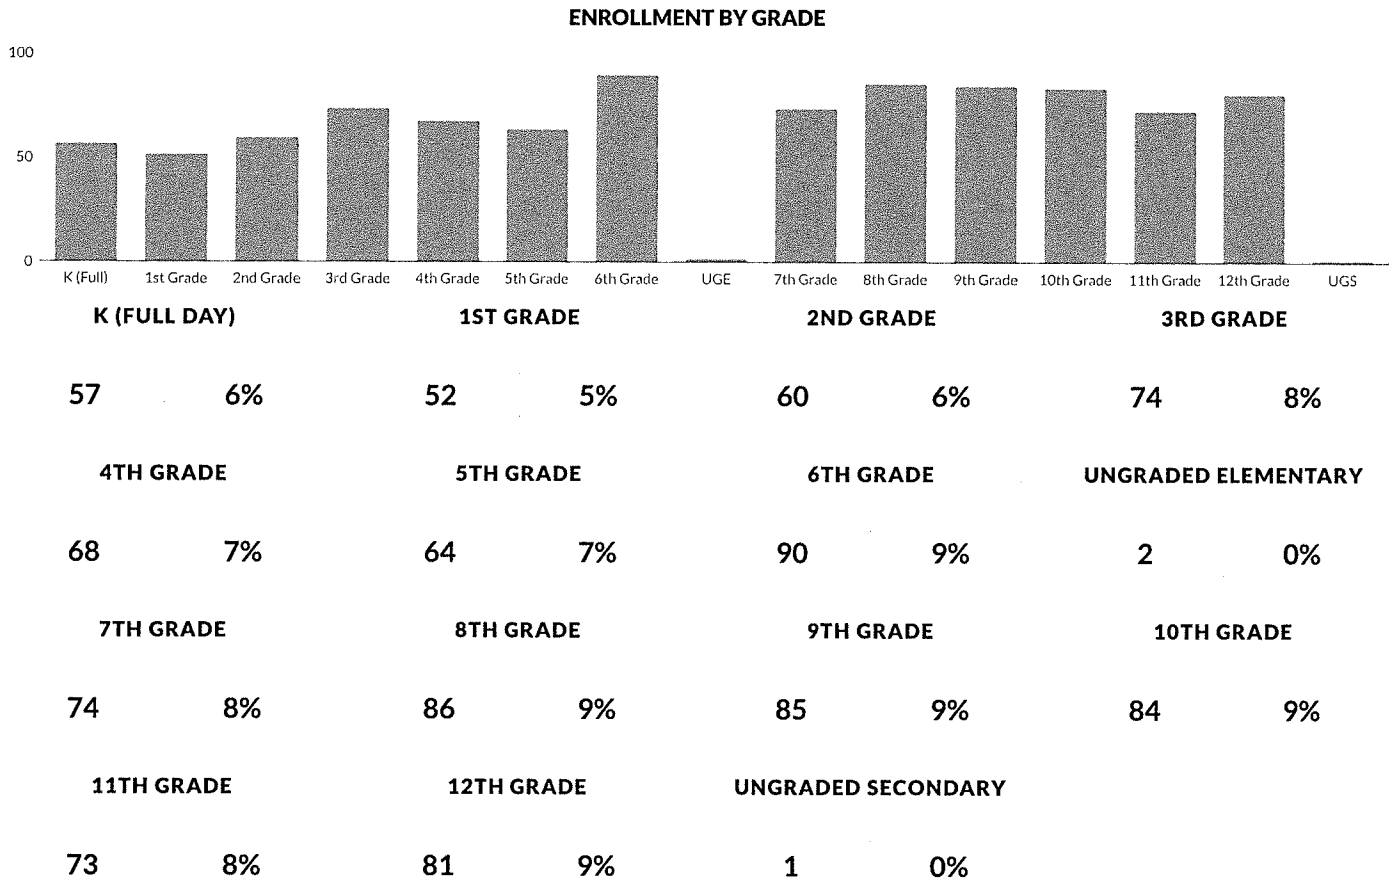 ENROLLMENT BY GRADE
100
50
0
K (Full) 1st Grade 2nd Grade 3rd Grade 4th Grade 5th Grade 6th Grade UGE 7th Grade 8th Grade 9th Grade 10th Grade 11th Grade 12th Grade UGS
K (FULL DAY) 1ST GRADE 2ND GRADE 3RD GRADE
57 6% 52 5% 60 6% 74 8%
4TH GRADE 5TH GRADE 6TH GRADE UNGRADED ELEMENTARY
68 7% 64 7% 90 9% 2 0%
7TH GRADE 8TH GRADE 9TH GRADE 10TH GRADE
74 8% 86 9% 85 9% 84 9%
11TH GRADE 12TH GRADE UNGRADED SECONDARY
73 8% 81 9% 1 0%